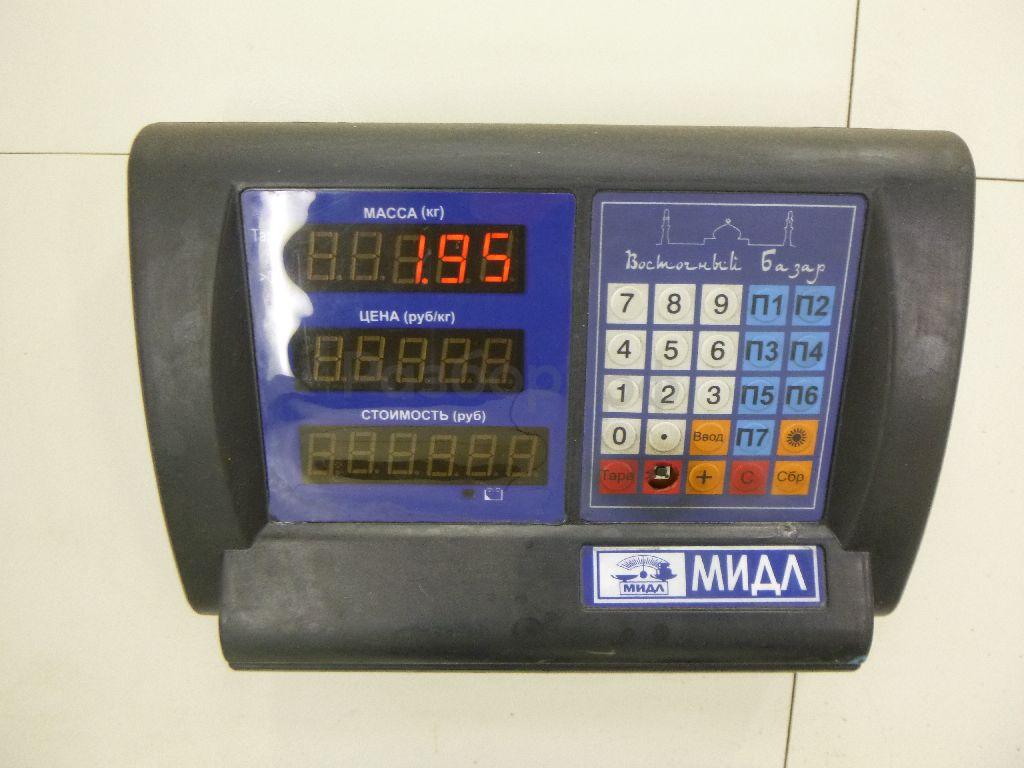 МАССА (кг)
1.95
ЦЕНА (руб/кг)
СТОИМОСТЬ (руб)
Восточный Базар
7 8 9 П1 П2
4 5 6 П3 П4
1 2 3 П5 П6
0 . Ввод П7
Тара + С Сбр
МИДЛ МИДЛ